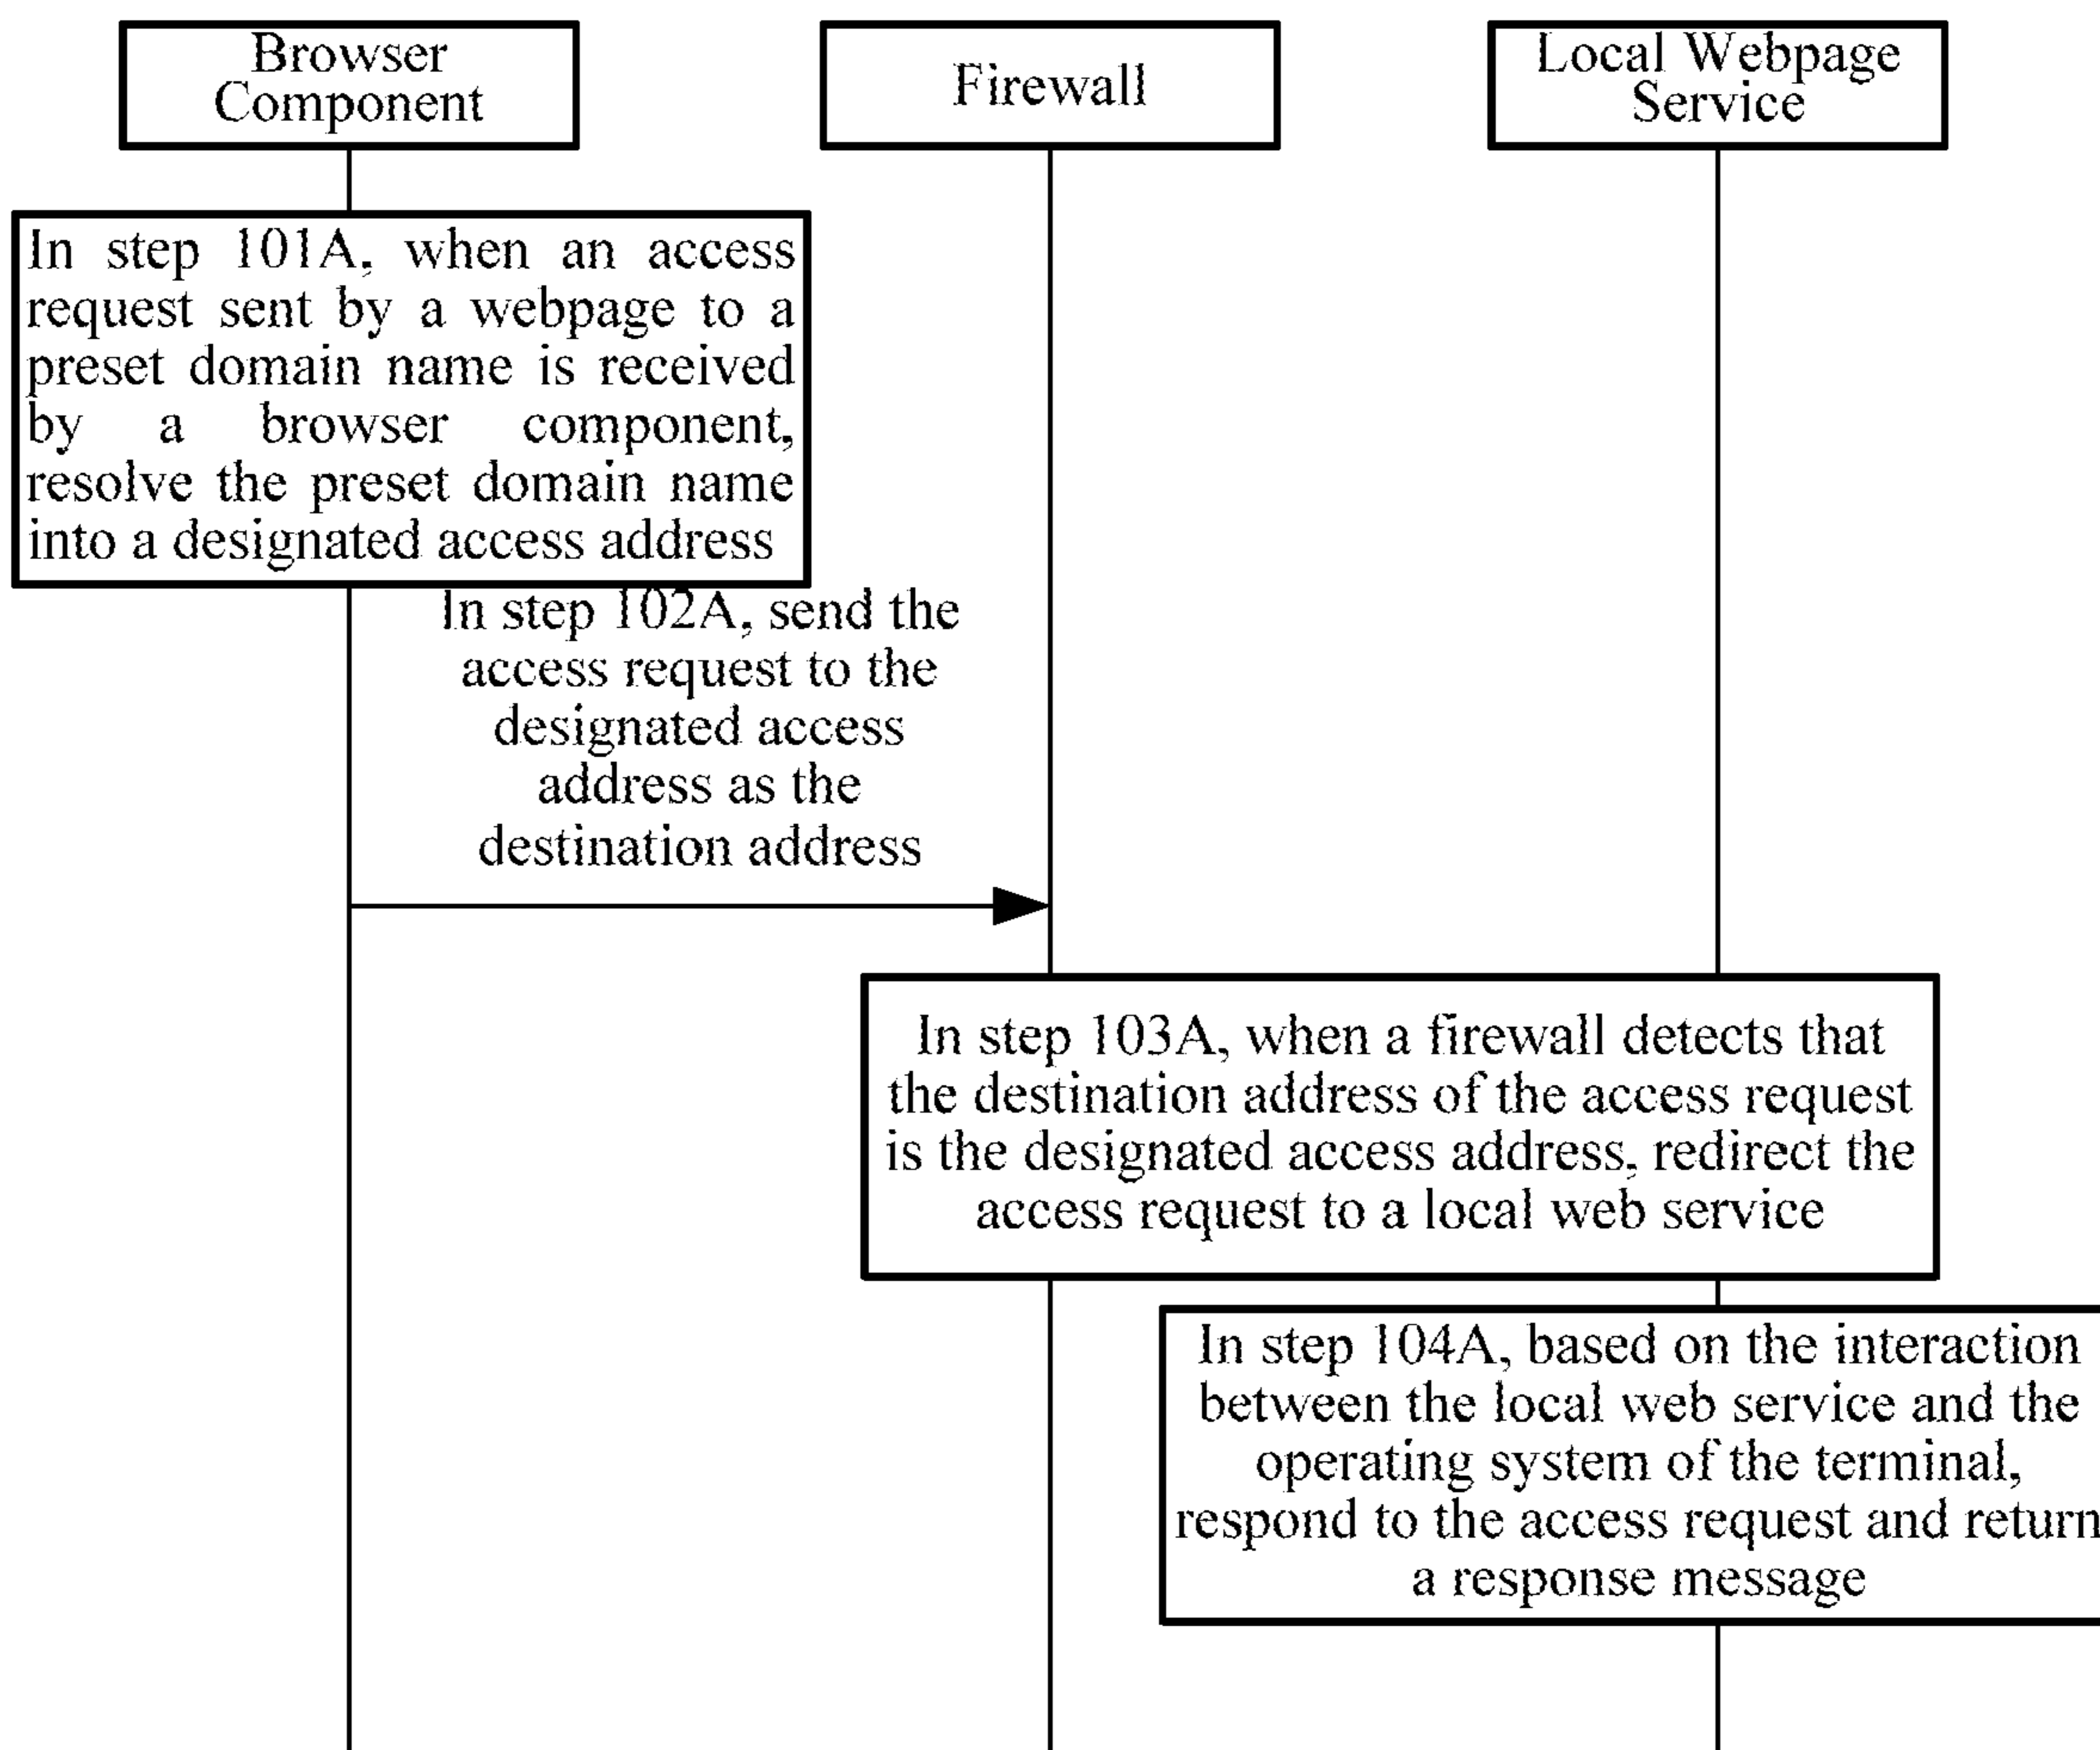 Browser
Component
Firewall
Local Webpage
Service
In step 101A, when an access
request sent by a webpage to a
preset domain name is received
by a browser component,
resolve the preset domain name
into a designated access address
In step 102A, send the
access request to the
designated access
address as the
destination address
In step 103A, when a firewall detects that
the destination address of the access request
is the designated access address, redirect the
access request to a local web service
In step 104A, based on the interaction
between the local web service and the
operating system of the terminal,
respond to the access request and return
a response message